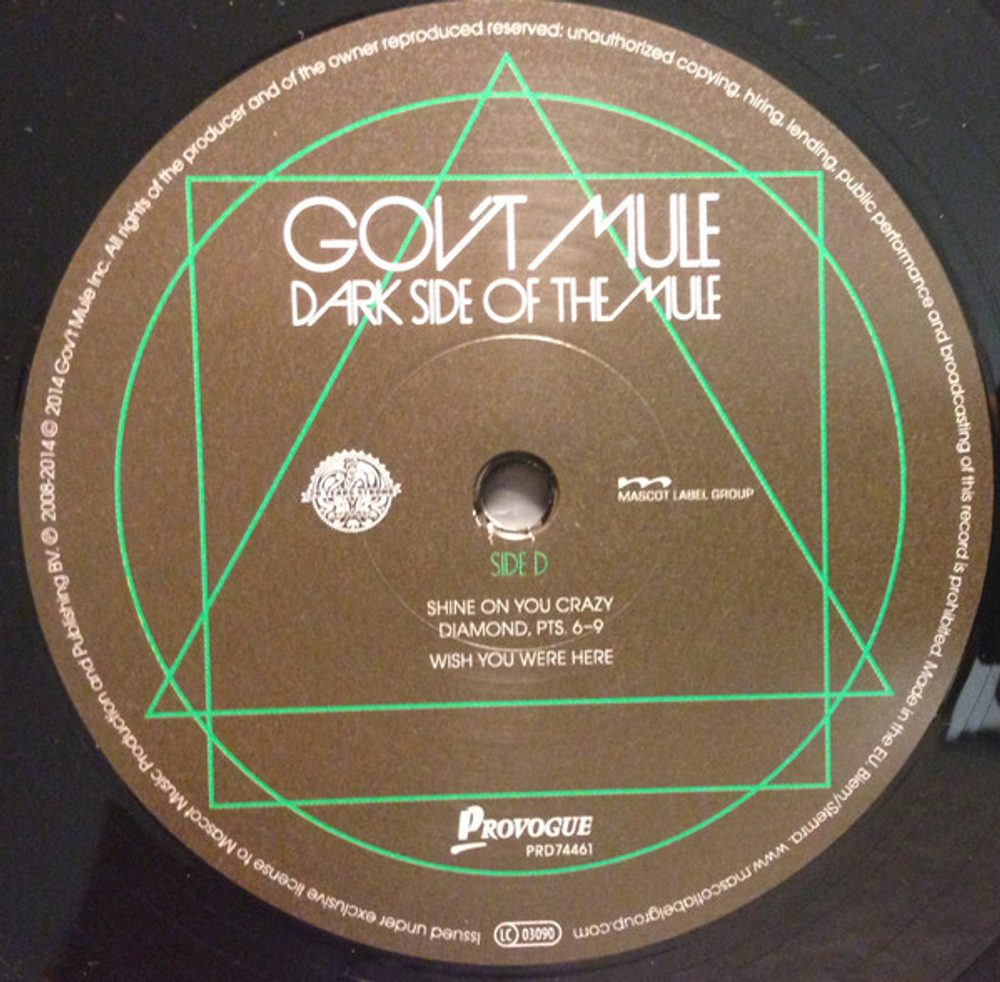 GOV'T MULE
DARK SIDE OF THE MULE
MASCOT LABEL GROUP
SIDE D
SHINE ON YOU CRAZY
DIAMOND, PTS. 6–9
WISH YOU WERE HERE
PROVOGUE
PRD74461
LC 03090
Issued under exclusive license to Mascot Music Production and Publishing BV. ℗ 2008-2014 © 2014 Gov't Mule Inc. All rights of the producer and of the owner reproduced reserved; unauthorized copying, hiring, lending, public performance and broadcasting of this record is prohibited. Made in the EU. Biem/Stemra. www.mascotlabelgroup.com